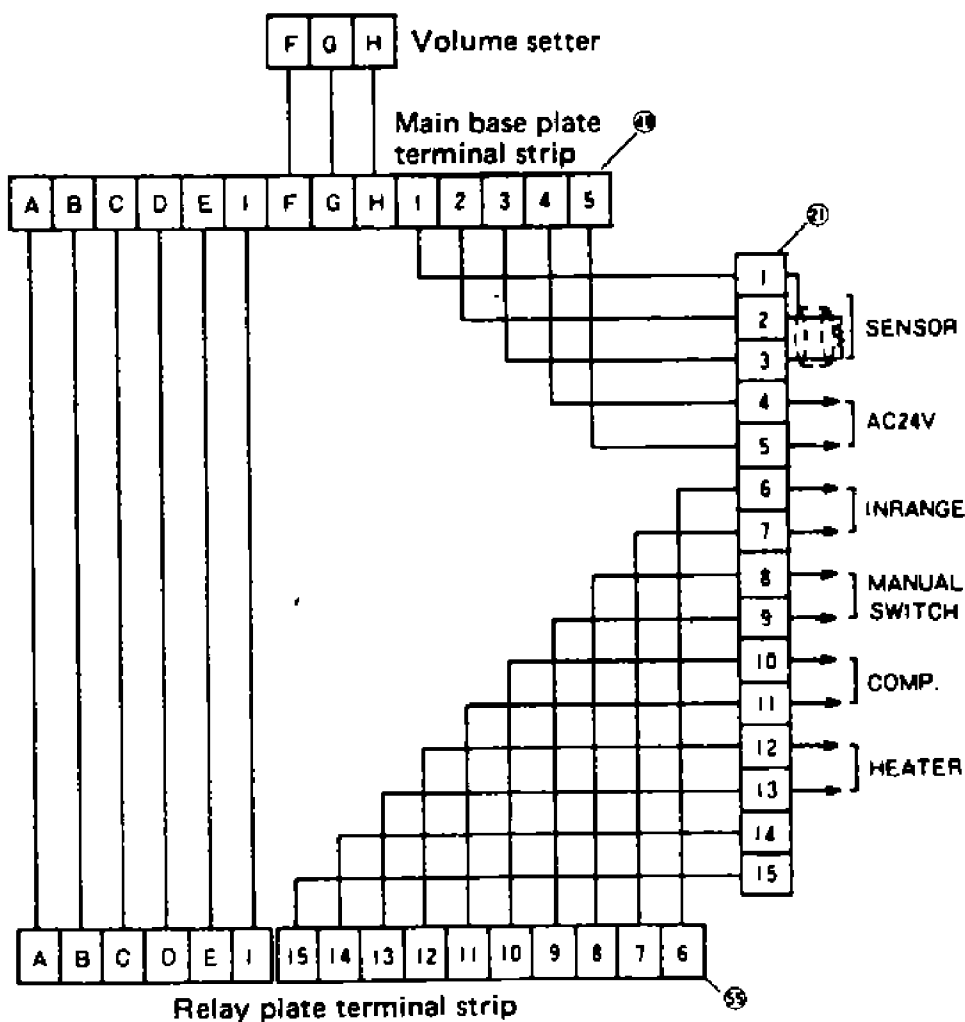 F G H Volume setter
Main base plate
terminal strip
A B C D E I F G H 1 2 3 4 5
21
1
2
3
SENSOR
4
5
AC24V
6
7
INRANGE
8
9
MANUAL
SWITCH
10
11
COMP.
12
13
HEATER
14
15
A B C D E I 15 14 13 12 11 10 9 8 7 6
55
Relay plate terminal strip